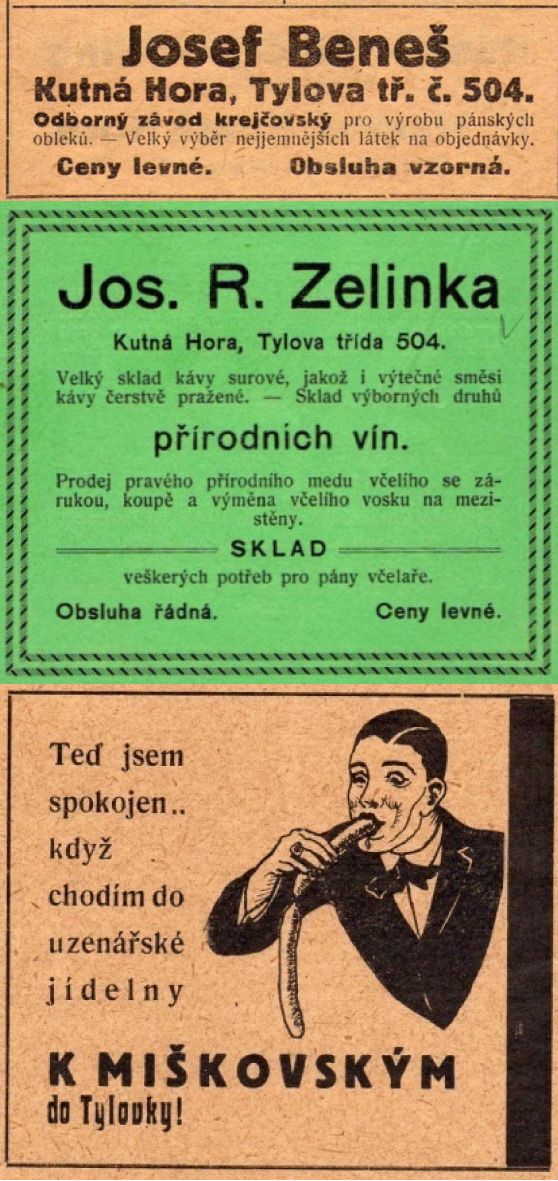 Josef Beneš
Kutná Hora, Tylova tř. č. 504.
Odborný závod krejčovský pro výrobu pánských
obleků. — Velký výběr nejjemnějších látek na objednávky.
Ceny levné. Obsluha vzorná.
Jos. R. Zelinka
Kutná Hora, Tylova třída 504.
Velký sklad kávy surové, jakož i výtečné směsi
kávy čerstvě pražené. — Sklad výborných druhů
přírodních vín.
Prodej pravého přírodního medu včelího se zá-
rukou, koupě a výměna včelího vosku na mezi-
stěny.
SKLAD
veškerých potřeb pro pány včelaře.
Obsluha řádná. Ceny levné.
Teď jsem
spokojen..
když
chodím do
uzenářské
jídelny
K MIŠKOVSKÝM
do Tylovky!